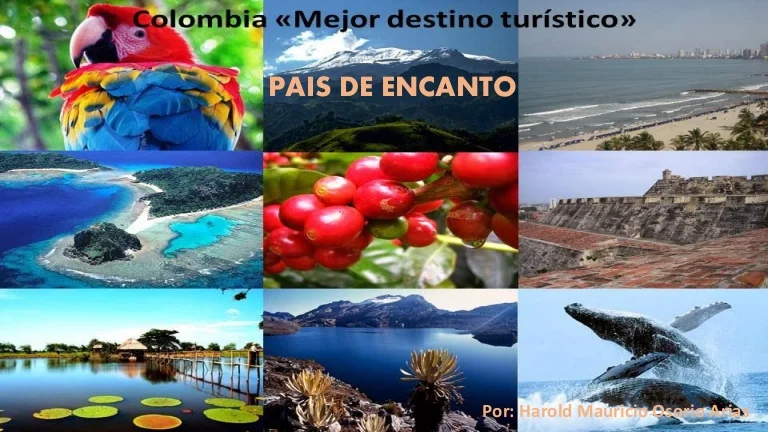 Colombia «Mejor destino turístico»
PAIS DE ENCANTO
Por: Harold Mauricio Osorio Arias